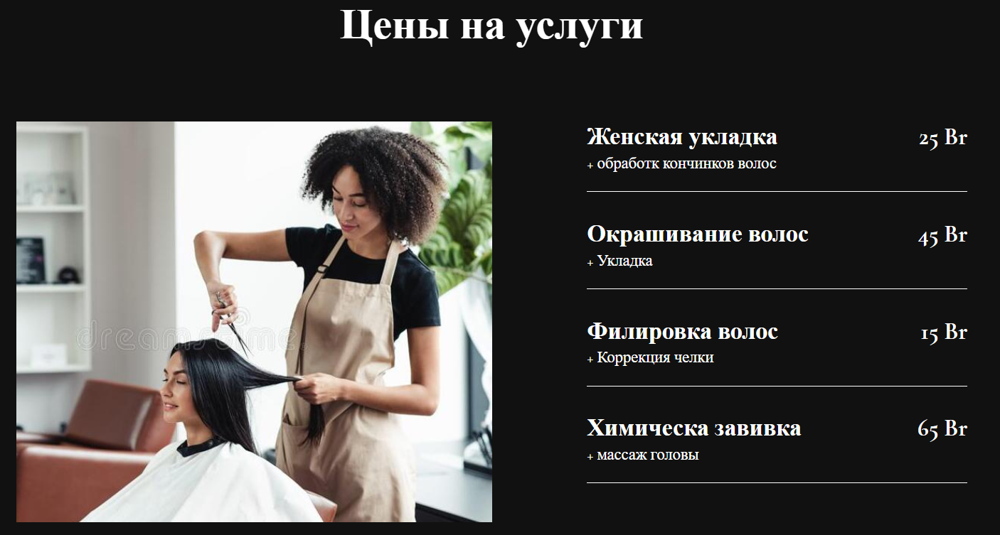 Цены на услуги
Женская укладка 25 Br
+ обработк кончинков волос
Окрашивание волос 45 Br
+ Укладка
Филировка волос 15 Br
+ Коррекция челки
Химическа завивка 65 Br
+ массаж головы
dreamstime.